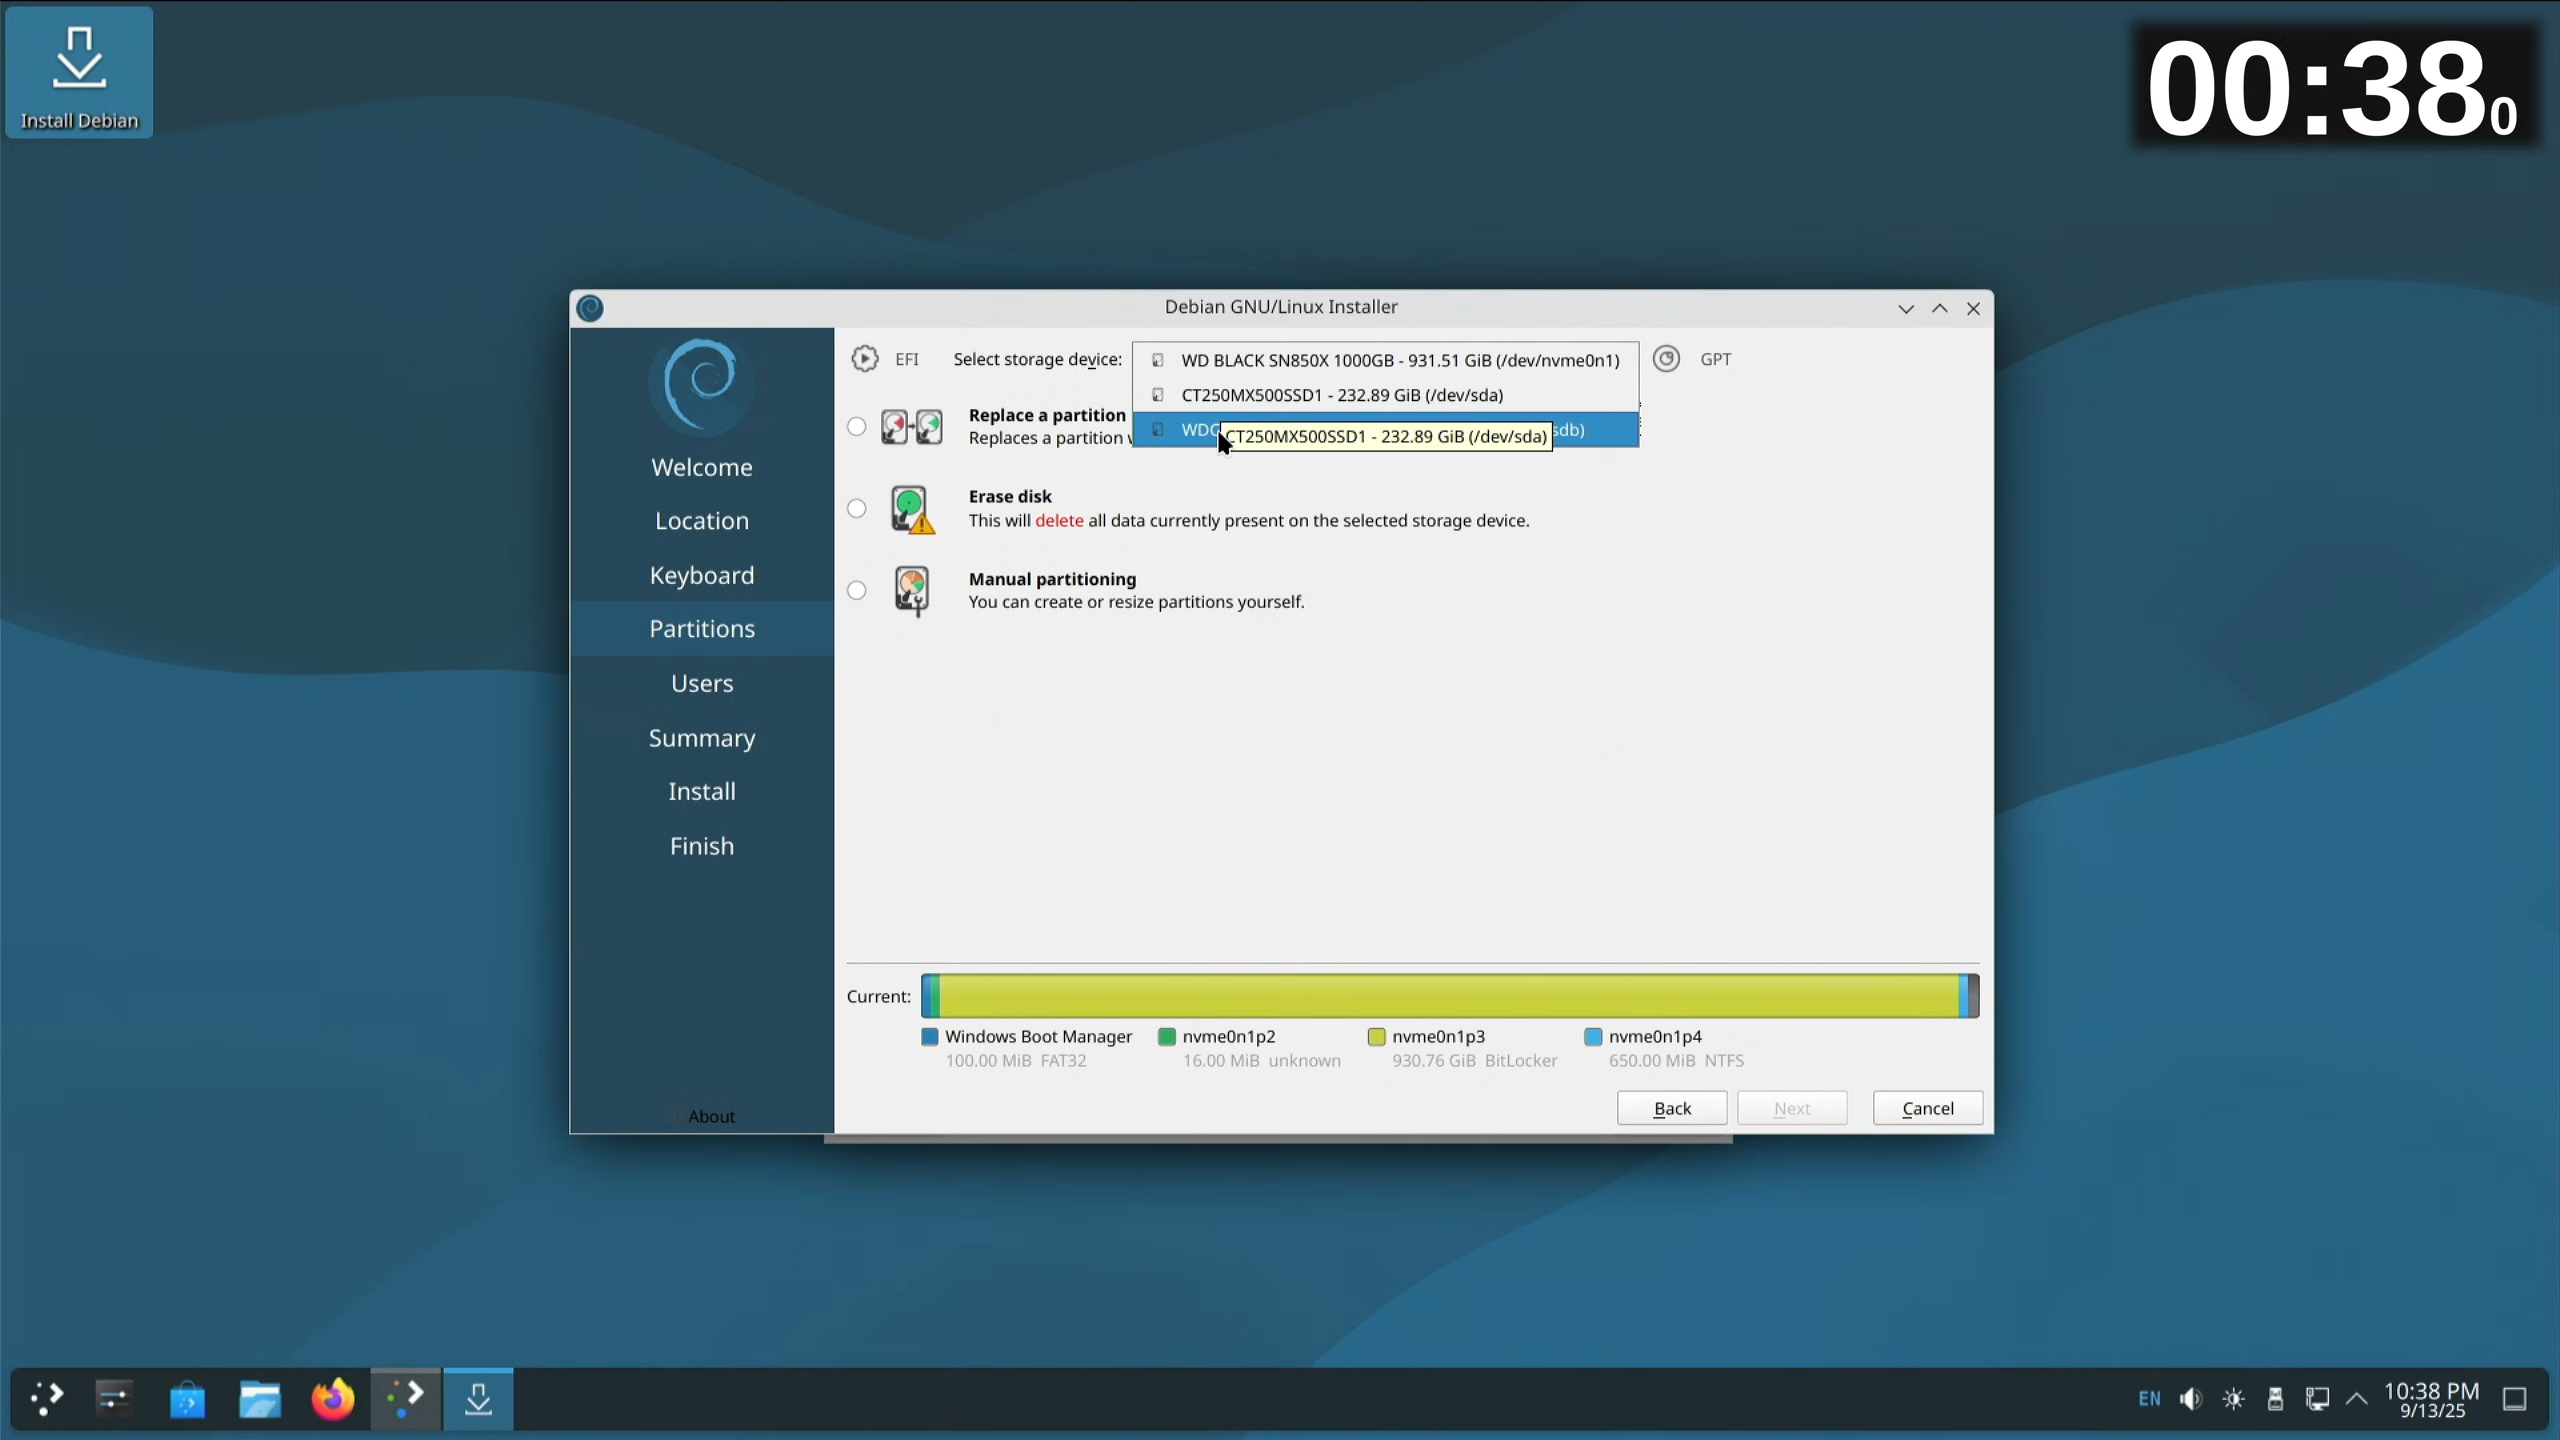 Install Debian
00:380
Debian GNU/Linux Installer
EFI
Select storage device:
WD BLACK SN850X 1000GB - 931.51 GiB (/dev/nvme0n1)
GPT
CT250MX500SSD1 - 232.89 GiB (/dev/sda)
sdb)
CT250MX500SSD1 - 232.89 GiB (/dev/sda)
Replace a partition
Replaces a partition
Erase disk
This will delete all data currently present on the selected storage device.
Manual partitioning
You can create or resize partitions yourself.
Welcome
Location
Keyboard
Partitions
Users
Summary
Install
Finish
About
Current:
Windows Boot Manager
100.00 MiB FAT32
nvme0n1p2
16.00 MiB unknown
nvme0n1p3
930.76 GiB BitLocker
nvme0n1p4
650.00 MiB NTFS
Back
Next
Cancel
EN
10:38 PM
9/13/25